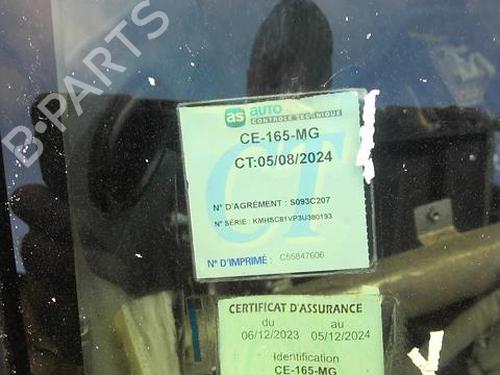 B-PARTS
as AUTO
CONTROLE TECHNIQUE
CE-165-MG
CT:05/08/2024
N° D'AGRÉMENT : S093C207
N° SÉRIE : KMHSC81VP3U380193
N° D'IMPRIMÉ : C55847606
CT
CERTIFICAT D'ASSURANCE
du au
06/12/2023 05/12/2024
Identification
CE-165-MG